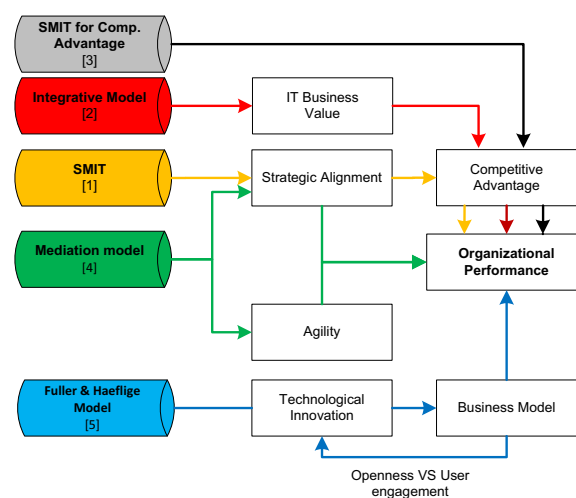 SMIT for Comp.
Advantage
[3]
Integrative Model
[2]
IT Business
Value
SMIT
[1]
Strategic Alignment
Competitive
Advantage
Mediation model
[4]
Organizational
Performance
Agility
Fuller & Haeflige
Model
[5]
Technological
Innovation
Business Model
Openness VS User
engagement